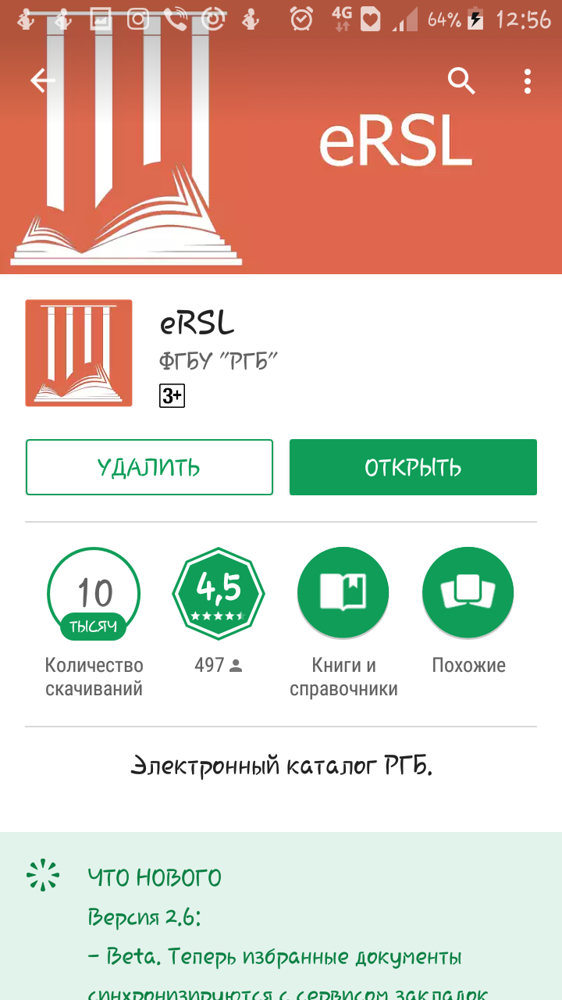 4G 64% 12:56
eRSL
eRSL
ФГБУ "РГБ"
3+
УДАЛИТЬ ОТКРЫТЬ
10 4,5
ТЫСЯЧ
Количество 497 Книги и Похожие
скачиваний справочники
Электронный каталог РГБ.
ЧТО НОВОГО
Версия 2.6:
- Beta. Теперь избранные документы
синхронизируются с сервисом закладок